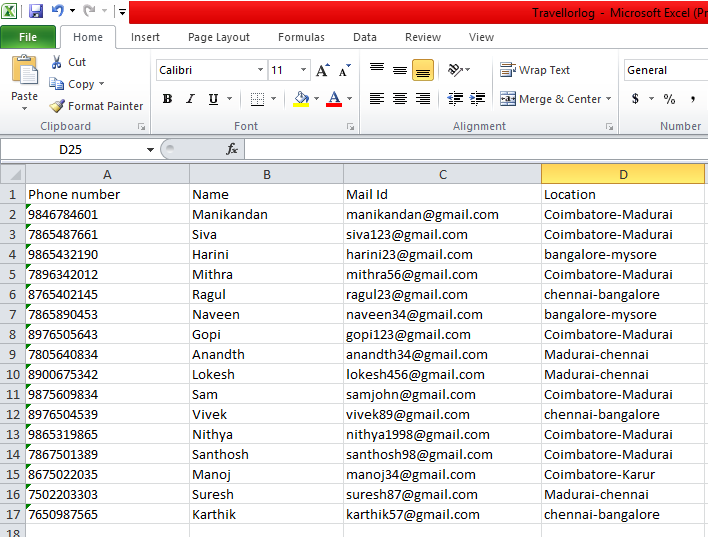 Travellorlog - Microsoft Excel (Pr
File Home Insert Page Layout Formulas Data Review View
Cut
Copy
Format Painter
Paste
Calibri 11 A A
B I U A
Wrap Text
Merge & Center
General
$ % ,
Clipboard Font Alignment Number
D25 fx
A B C D
1 Phone number Name Mail Id Location
2 9846784601 Manikandan manikandan@gmail.com Coimbatore-Madurai
3 7865487661 Siva siva123@gmail.com Coimbatore-Madurai
4 9865432190 Harini harini23@gmail.com bangalore-mysore
5 7896342012 Mithra mithra56@gmail.com Coimbatore-Madurai
6 8765402145 Ragul ragul23@gmail.com chennai-bangalore
7 7865890453 Naveen naveen34@gmail.com bangalore-mysore
8 8976505643 Gopi gopi123@gmail.com Coimbatore-Madurai
9 7805640834 Anandth anandth34@gmail.com Madurai-chennai
10 8900675342 Lokesh lokesh456@gmail.com Madurai-chennai
11 9875609834 Sam samjohn@gmail.com Coimbatore-Madurai
12 8976504539 Vivek vivek89@gmail.com chennai-bangalore
13 9865319865 Nithya nithya1998@gmail.com Coimbatore-Madurai
14 7867501389 Santhosh santhosh98@gmail.com Coimbatore-Madurai
15 8675022035 Manoj manoj34@gmail.com Coimbatore-Karur
16 7502203303 Suresh suresh87@gmail.com Madurai-chennai
17 7650987565 Karthik karthik57@gmail.com chennai-bangalore
18